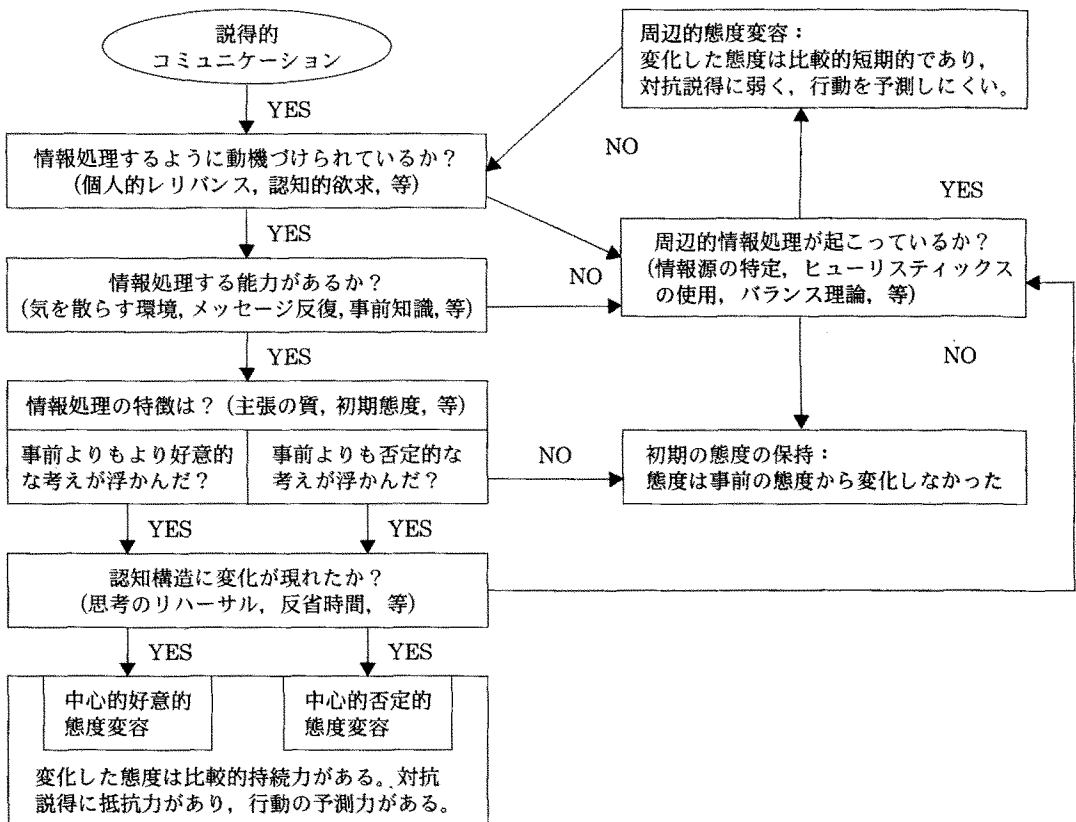 説得的
コミュニケーション
YES
情報処理するように動機づけられているか？
（個人的レリバンス，認知的欲求，等）
YES
情報処理する能力があるか？
（気を散らす環境，メッセージ反復，事前知識，等）
YES
情報処理の特徴は？（主張の質，初期態度，等）
事前よりもより好意的
な考えが浮かんだ？
事前よりも否定的な
考えが浮かんだ？
YES
YES
認知構造に変化が現れたか？
（思考のリハーサル，反省時間，等）
YES
YES
中心的好意的
態度変容
中心的否定的
態度変容
変化した態度は比較的持続力がある。対抗
説得に抵抗力があり，行動の予測力がある。
周辺的態度変容：
変化した態度は比較的短期的であり，
対抗説得に弱く，行動を予測しにくい。
NO
YES
周辺的情報処理が起こっているか？
（情報源の特定，ヒューリスティックス
の使用，バランス理論，等）
NO
NO
NO
初期の態度の保持：
態度は事前の態度から変化しなかった